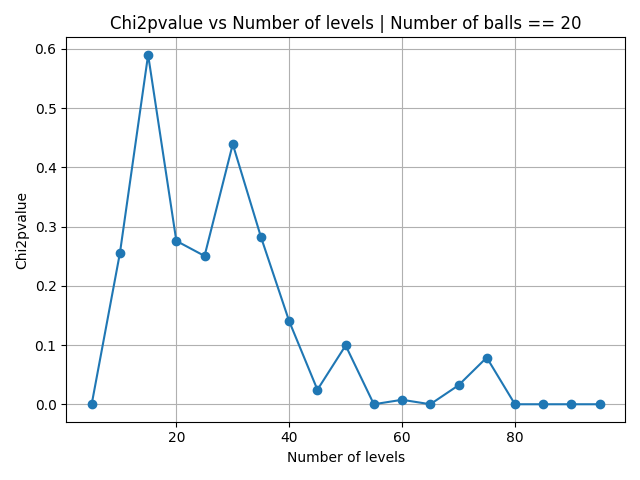 Chi2pvalue vs Number of levels | Number of balls == 20
0.6
0.5
0.4
0.3
0.2
0.1
0.0
Chi2pvalue
20 40 60 80
Number of levels